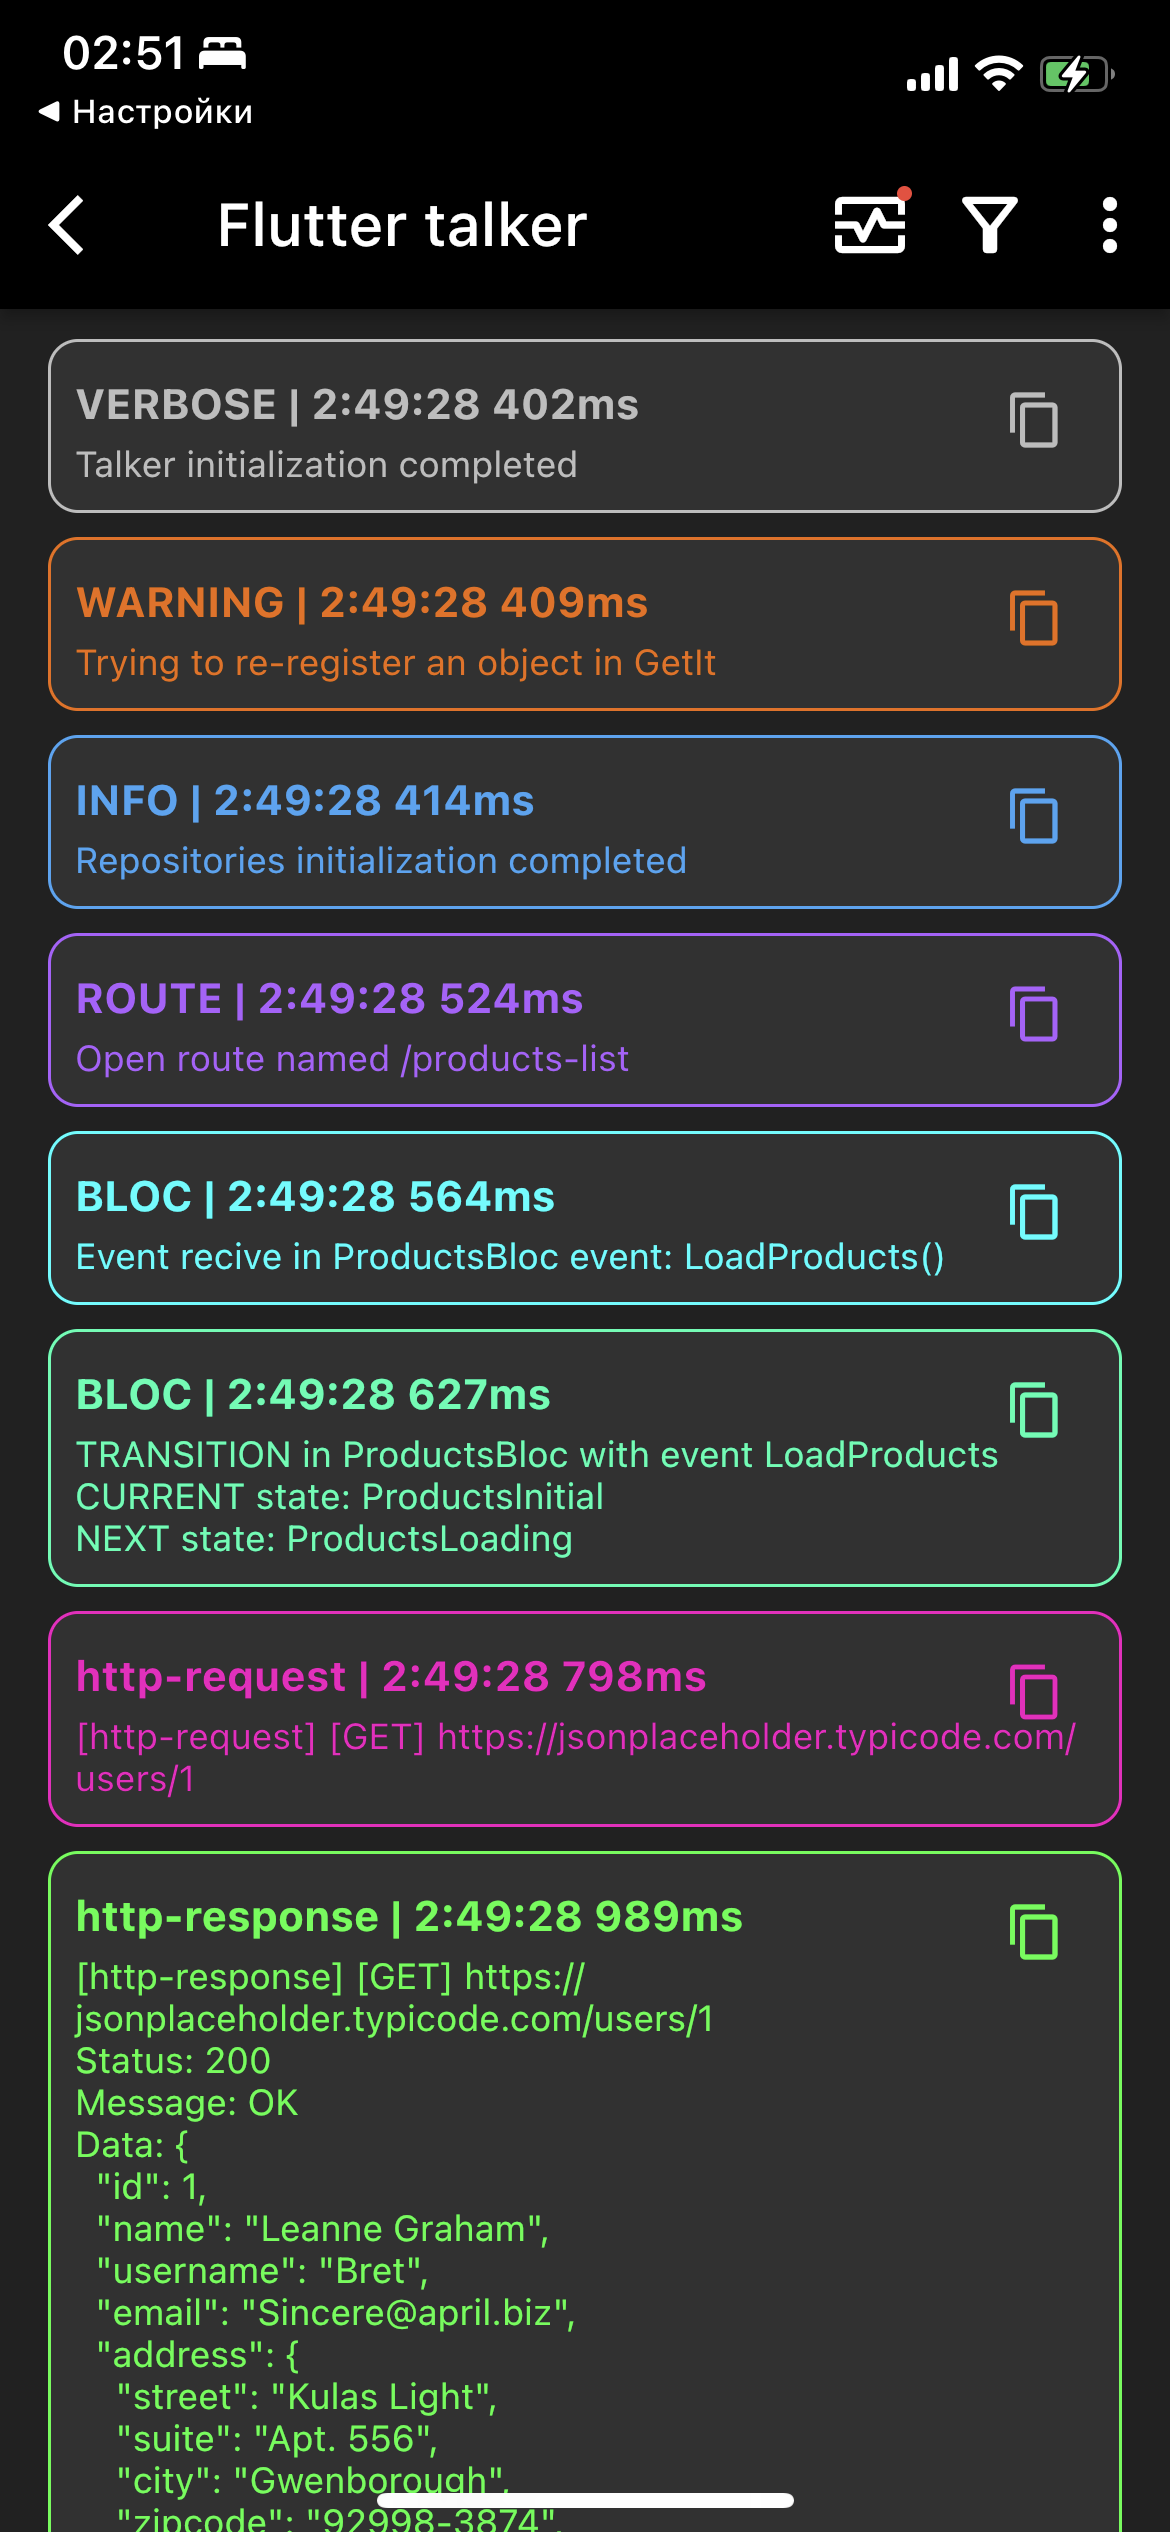 02:51
Настройки
Flutter talker
VERBOSE | 2:49:28 402ms
Talker initialization completed
WARNING | 2:49:28 409ms
Trying to re-register an object in GetIt
INFO | 2:49:28 414ms
Repositories initialization completed
ROUTE | 2:49:28 524ms
Open route named /products-list
BLOC | 2:49:28 564ms
Event recive in ProductsBloc event: LoadProducts()
BLOC | 2:49:28 627ms
TRANSITION in ProductsBloc with event LoadProducts
CURRENT state: ProductsInitial
NEXT state: ProductsLoading
http-request | 2:49:28 798ms
[http-request] [GET] https://jsonplaceholder.typicode.com/
users/1
http-response | 2:49:28 989ms
[http-response] [GET] https://
jsonplaceholder.typicode.com/users/1
Status: 200
Message: OK
Data: {
"id": 1,
"name": "Leanne Graham",
"username": "Bret",
"email": "Sincere@april.biz",
"address": {
"street": "Kulas Light",
"suite": "Apt. 556",
"city": "Gwenborough",
"zipcode": "92998-3874",